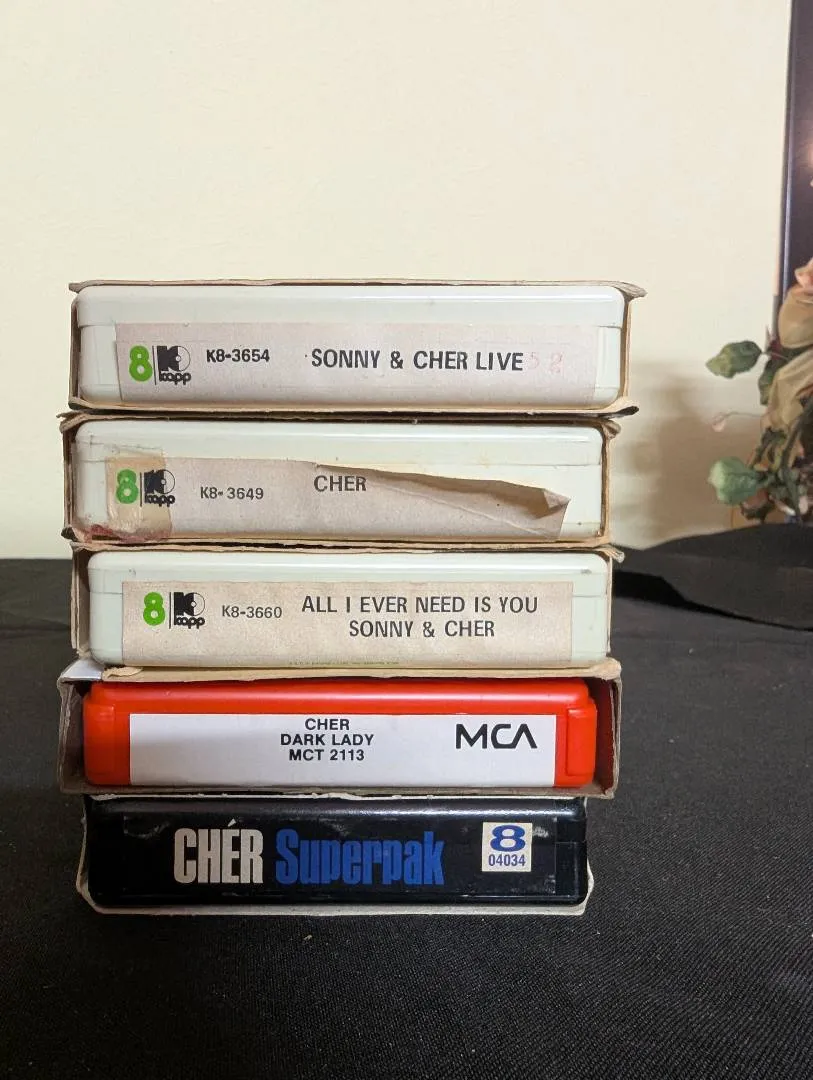 8 Kapp K8-3654 SONNY & CHER LIVE 52
8 Kapp K8-3649 CHER
8 Kapp K8-3660 ALL I EVER NEED IS YOU
SONNY & CHER
CHER
DARK LADY
MCT 2113
MCA
CHÉR Superpak 8
04034